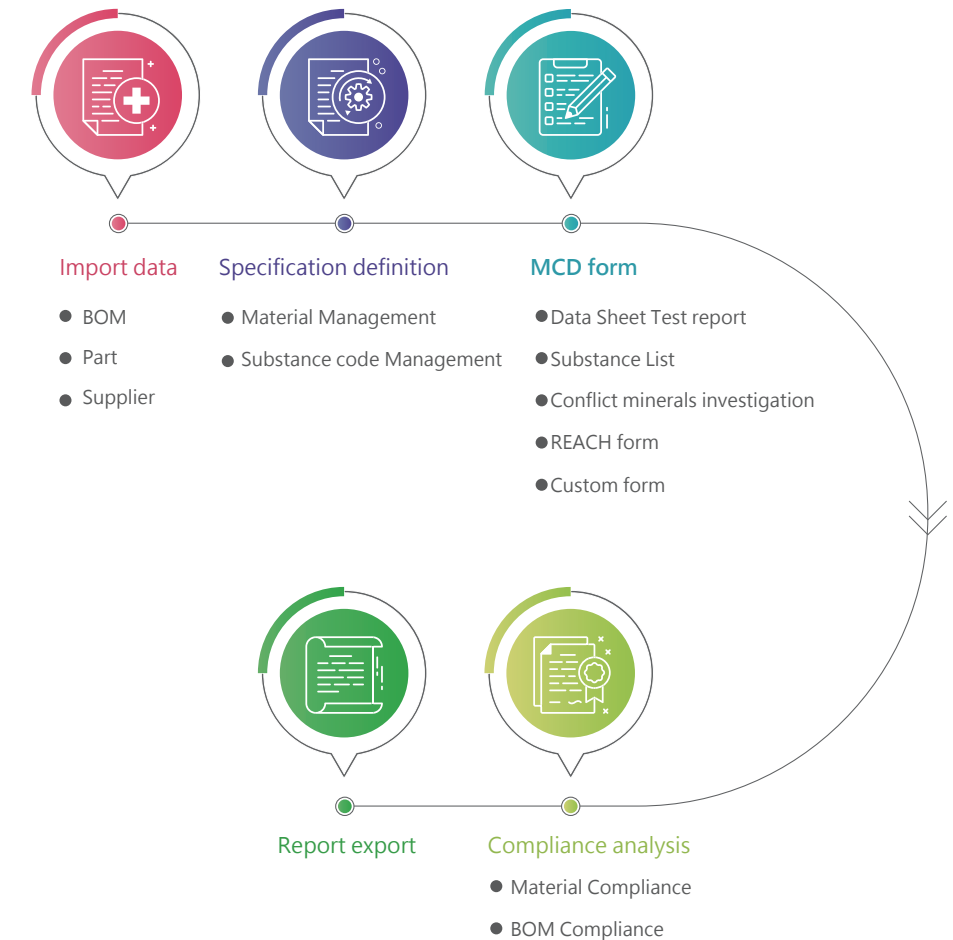 Import data
BOM
Part
Supplier
Specification definition
Material Management
Substance code Management
MCD form
Data Sheet Test report
Substance List
Conflict minerals investigation
REACH form
Custom form
Report export
Compliance analysis
Material Compliance
BOM Compliance